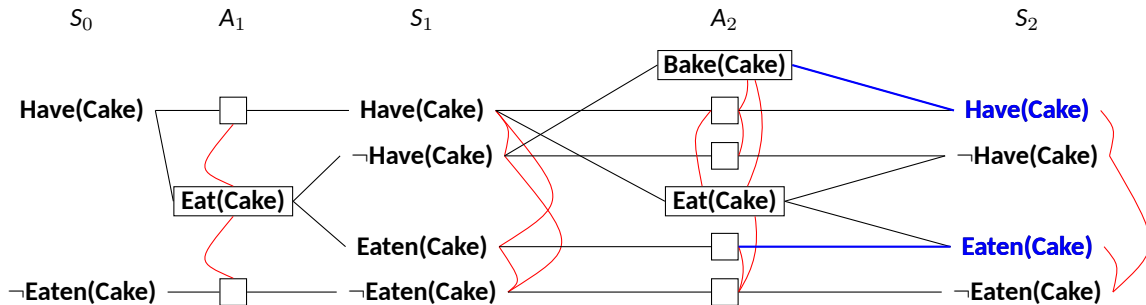 S₀ A₁ S₁ A₂ S₂
Bake(Cake)
Have(Cake) Have(Cake) Have(Cake)
¬Have(Cake) ¬Have(Cake)
Eat(Cake) Eat(Cake)
Eaten(Cake) Eaten(Cake)
¬Eaten(Cake) ¬Eaten(Cake) ¬Eaten(Cake)